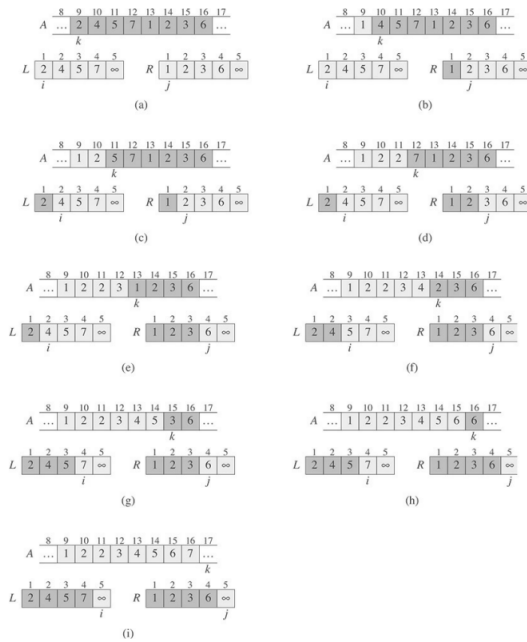 8 9 10 11 12 13 14 15 16 17
A … 2 4 5 7 1 2 3 6 …
k
1 2 3 4 5 1 2 3 4 5
L 2 4 5 7 ∞ R 1 2 3 6 ∞
i j
(a)
8 9 10 11 12 13 14 15 16 17
A … 1 4 5 7 1 2 3 6 …
k
1 2 3 4 5 1 2 3 4 5
L 2 4 5 7 ∞ R 1 2 3 6 ∞
i j
(b)
8 9 10 11 12 13 14 15 16 17
A … 1 2 5 7 1 2 3 6 …
k
1 2 3 4 5 1 2 3 4 5
L 2 4 5 7 ∞ R 1 2 3 6 ∞
i j
(c)
8 9 10 11 12 13 14 15 16 17
A … 1 2 2 7 1 2 3 6 …
k
1 2 3 4 5 1 2 3 4 5
L 2 4 5 7 ∞ R 1 2 3 6 ∞
i j
(d)
8 9 10 11 12 13 14 15 16 17
A … 1 2 2 3 1 2 3 6 …
k
1 2 3 4 5 1 2 3 4 5
L 2 4 5 7 ∞ R 1 2 3 6 ∞
i j
(e)
8 9 10 11 12 13 14 15 16 17
A … 1 2 2 3 4 2 3 6 …
k
1 2 3 4 5 1 2 3 4 5
L 2 4 5 7 ∞ R 1 2 3 6 ∞
i j
(f)
8 9 10 11 12 13 14 15 16 17
A … 1 2 2 3 4 5 3 6 …
k
1 2 3 4 5 1 2 3 4 5
L 2 4 5 7 ∞ R 1 2 3 6 ∞
i j
(g)
8 9 10 11 12 13 14 15 16 17
A … 1 2 2 3 4 5 6 6 …
k
1 2 3 4 5 1 2 3 4 5
L 2 4 5 7 ∞ R 1 2 3 6 ∞
i j
(h)
8 9 10 11 12 13 14 15 16 17
A … 1 2 2 3 4 5 6 7 …
k
1 2 3 4 5 1 2 3 4 5
L 2 4 5 7 ∞ R 1 2 3 6 ∞
i j
(i)